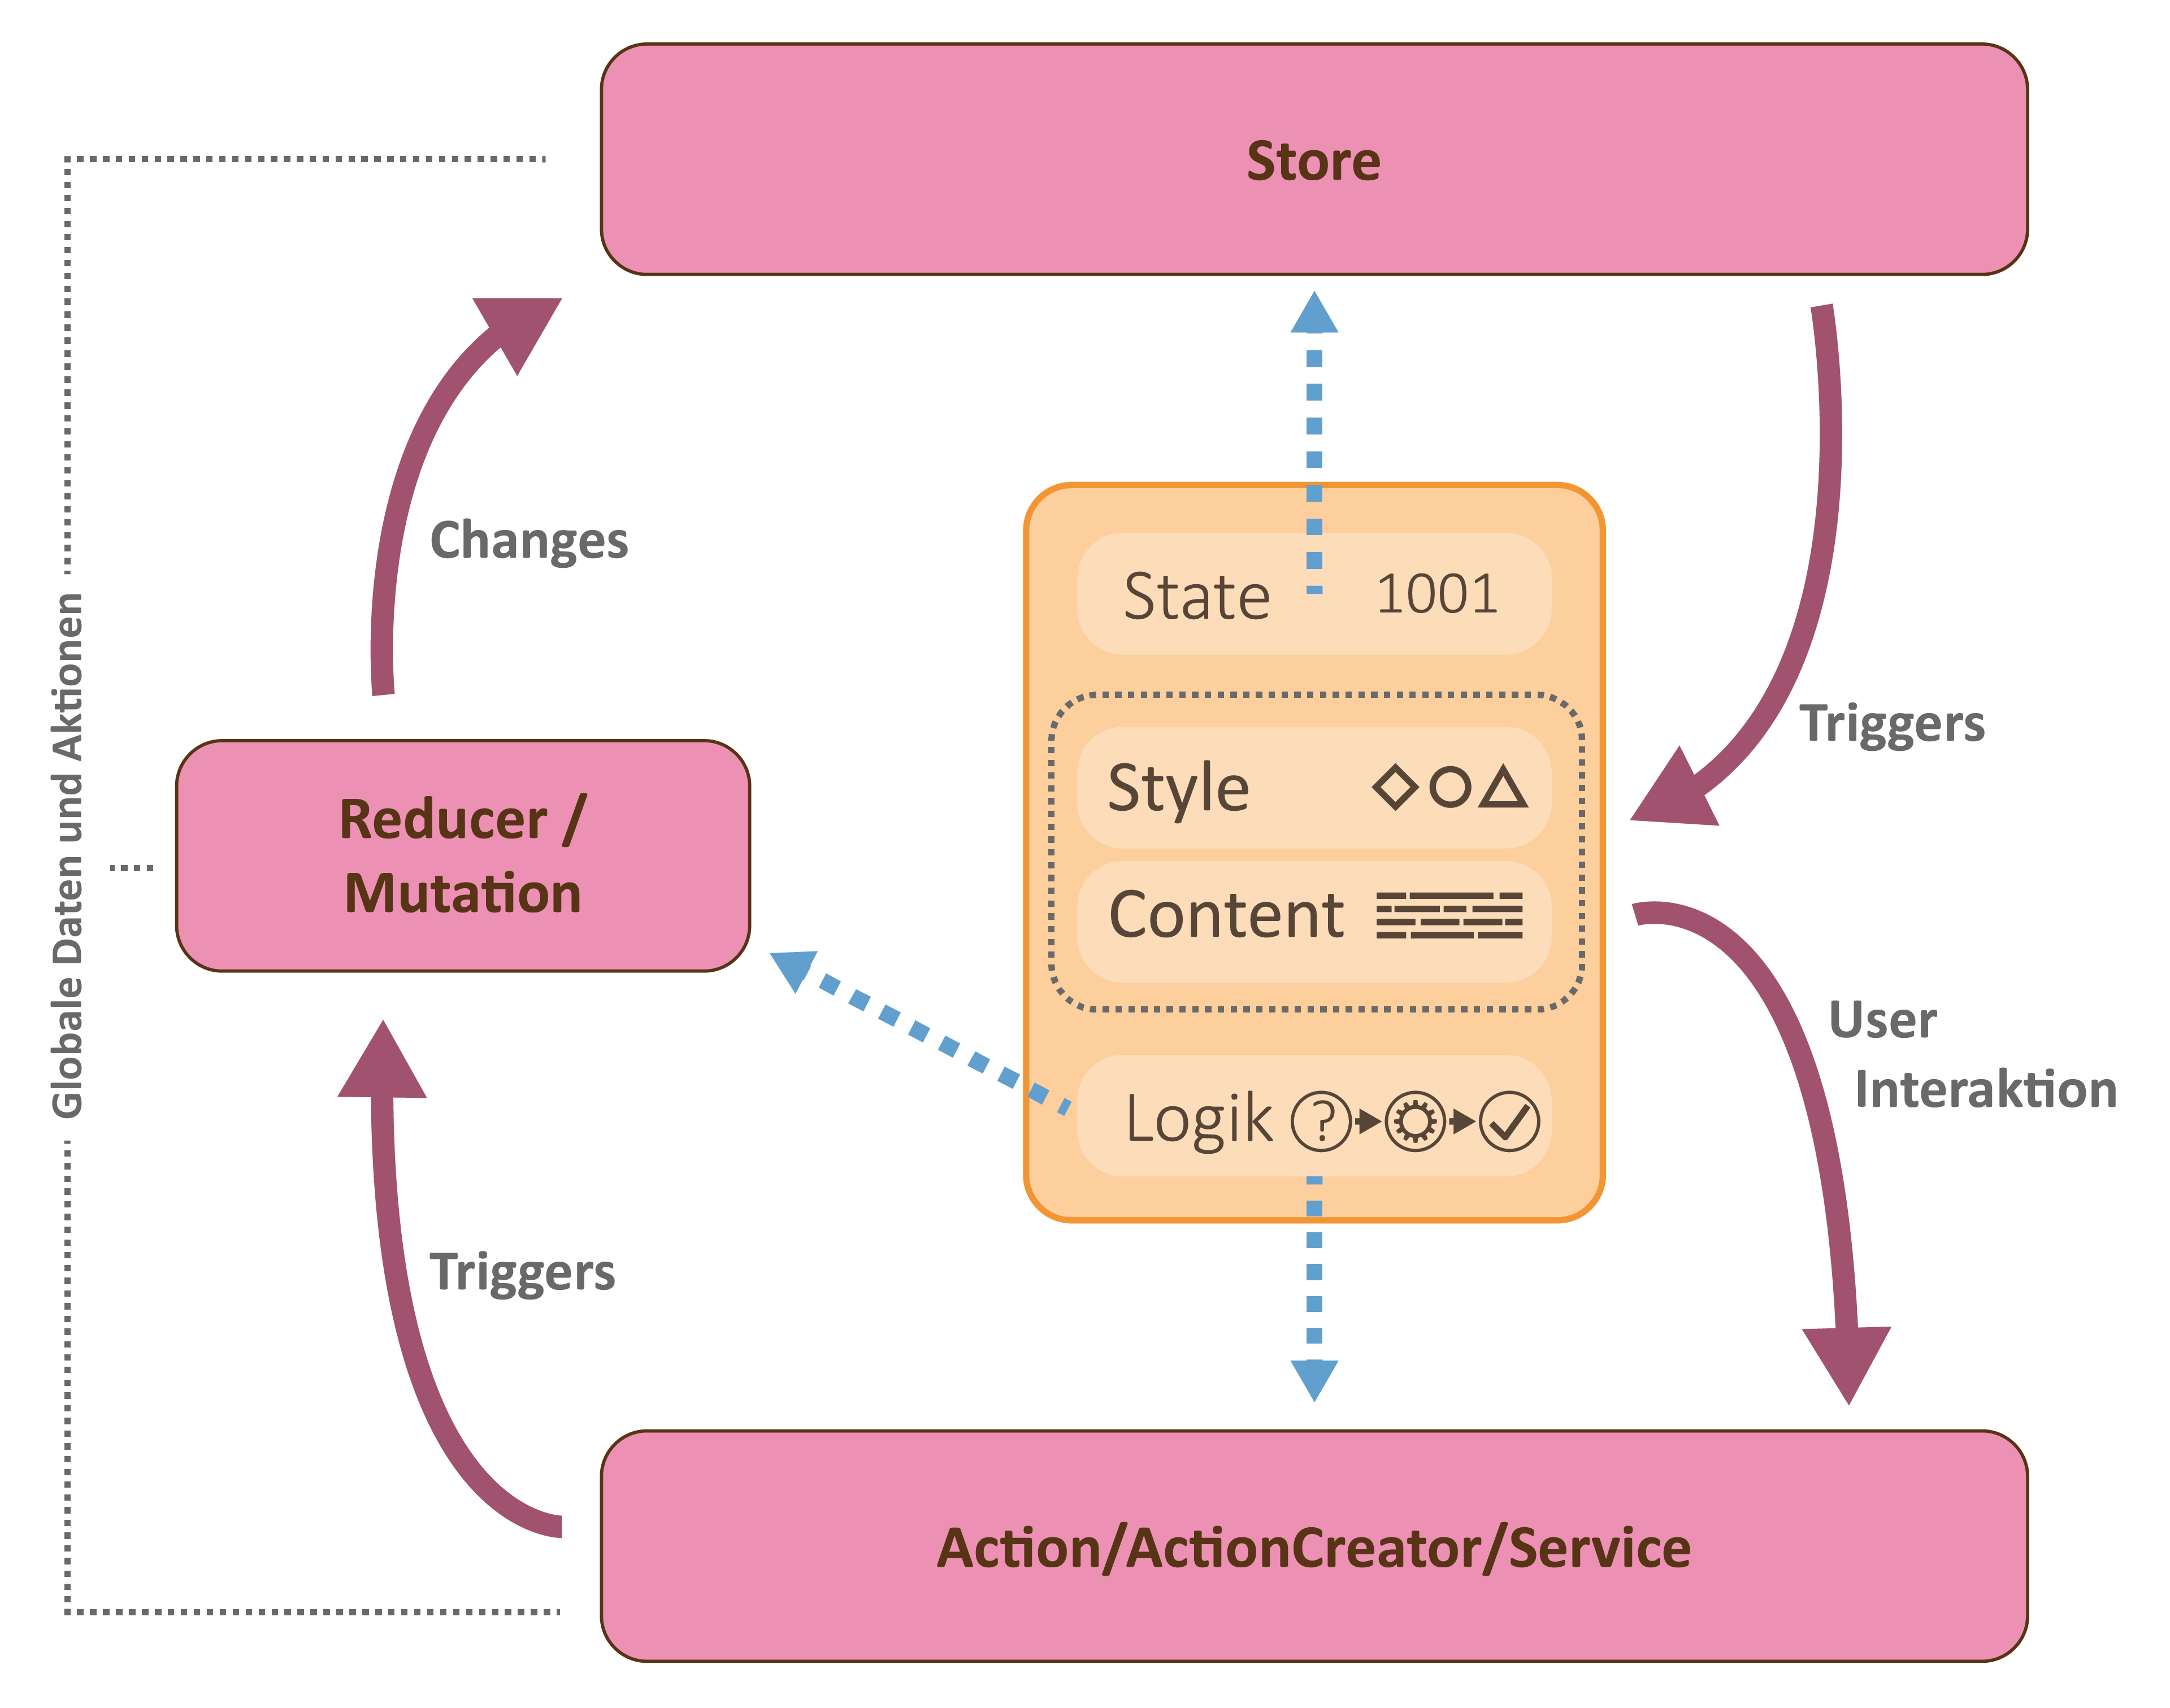 Store
Changes
State 1001
Triggers
Style
Reducer /
Mutation
Content
User
Interaktion
Logik ?
Triggers
Action/ActionCreator/Service
Globale Daten und Aktionen